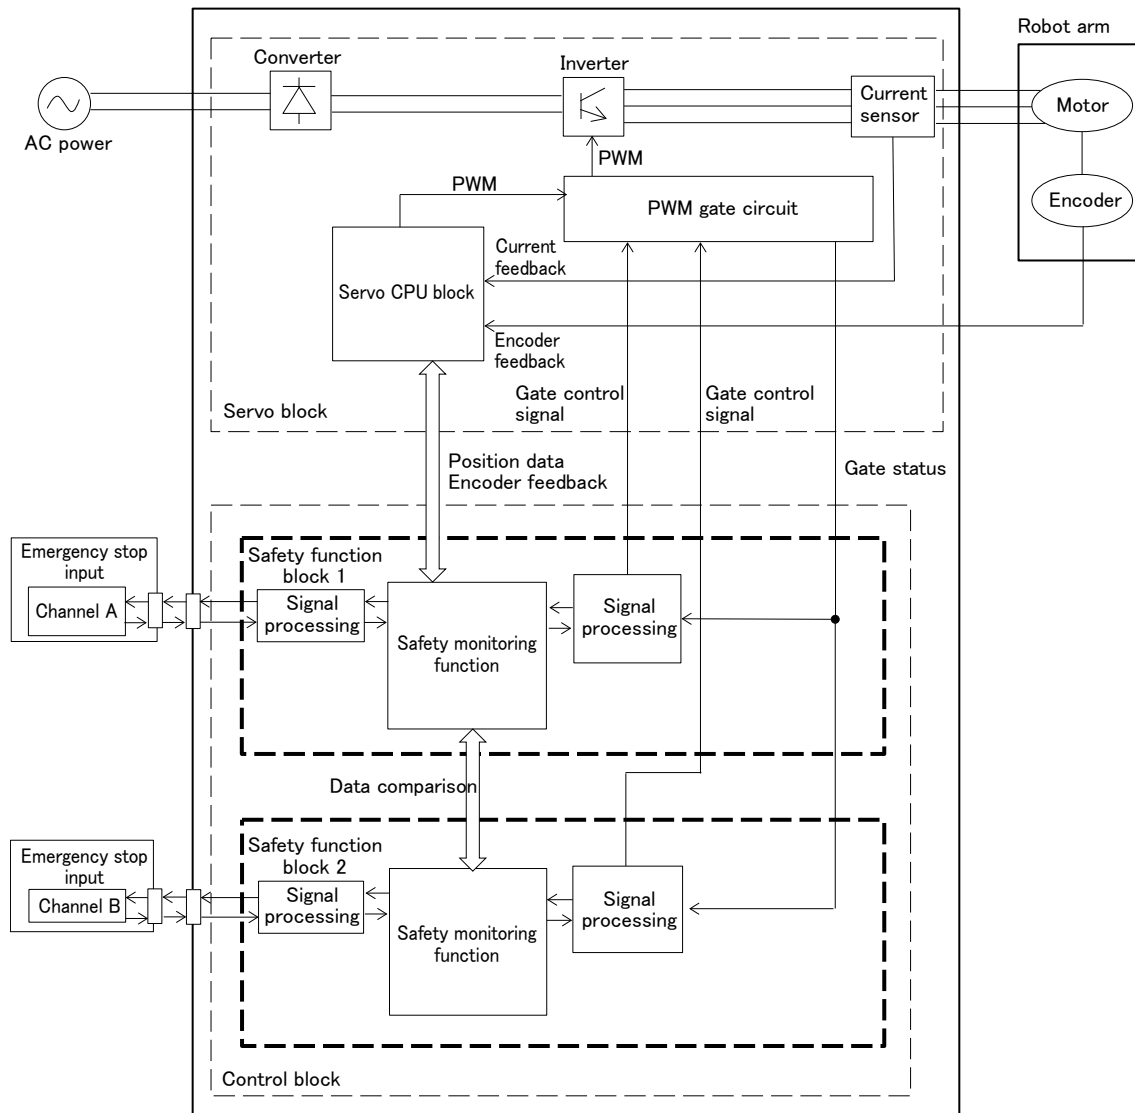 Robot arm
Converter
Inverter
Current
sensor
Motor
AC power
PWM
PWM
PWM gate circuit
Encoder
Current
feedback
Servo CPU block
Encoder
feedback
Gate control
signal
Gate control
signal
Servo block
Position data
Encoder feedback
Gate status
Emergency stop
input
Channel A
Safety function
block 1
Signal
processing
Safety monitoring
function
Signal
processing
Data comparison
Emergency stop
input
Channel B
Safety function
block 2
Signal
processing
Safety monitoring
function
Signal
processing
Control block